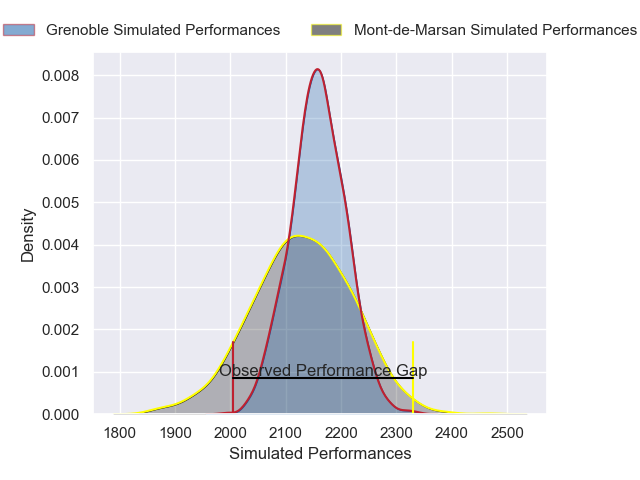 Grenoble Simulated Performances
Mont-de-Marsan Simulated Performances
Density
0.008
0.007
0.006
0.005
0.004
0.003
0.002
0.001
0.000
Observed Performance Gap
1800 1900 2000 2100 2200 2300 2400 2500
Simulated Performances